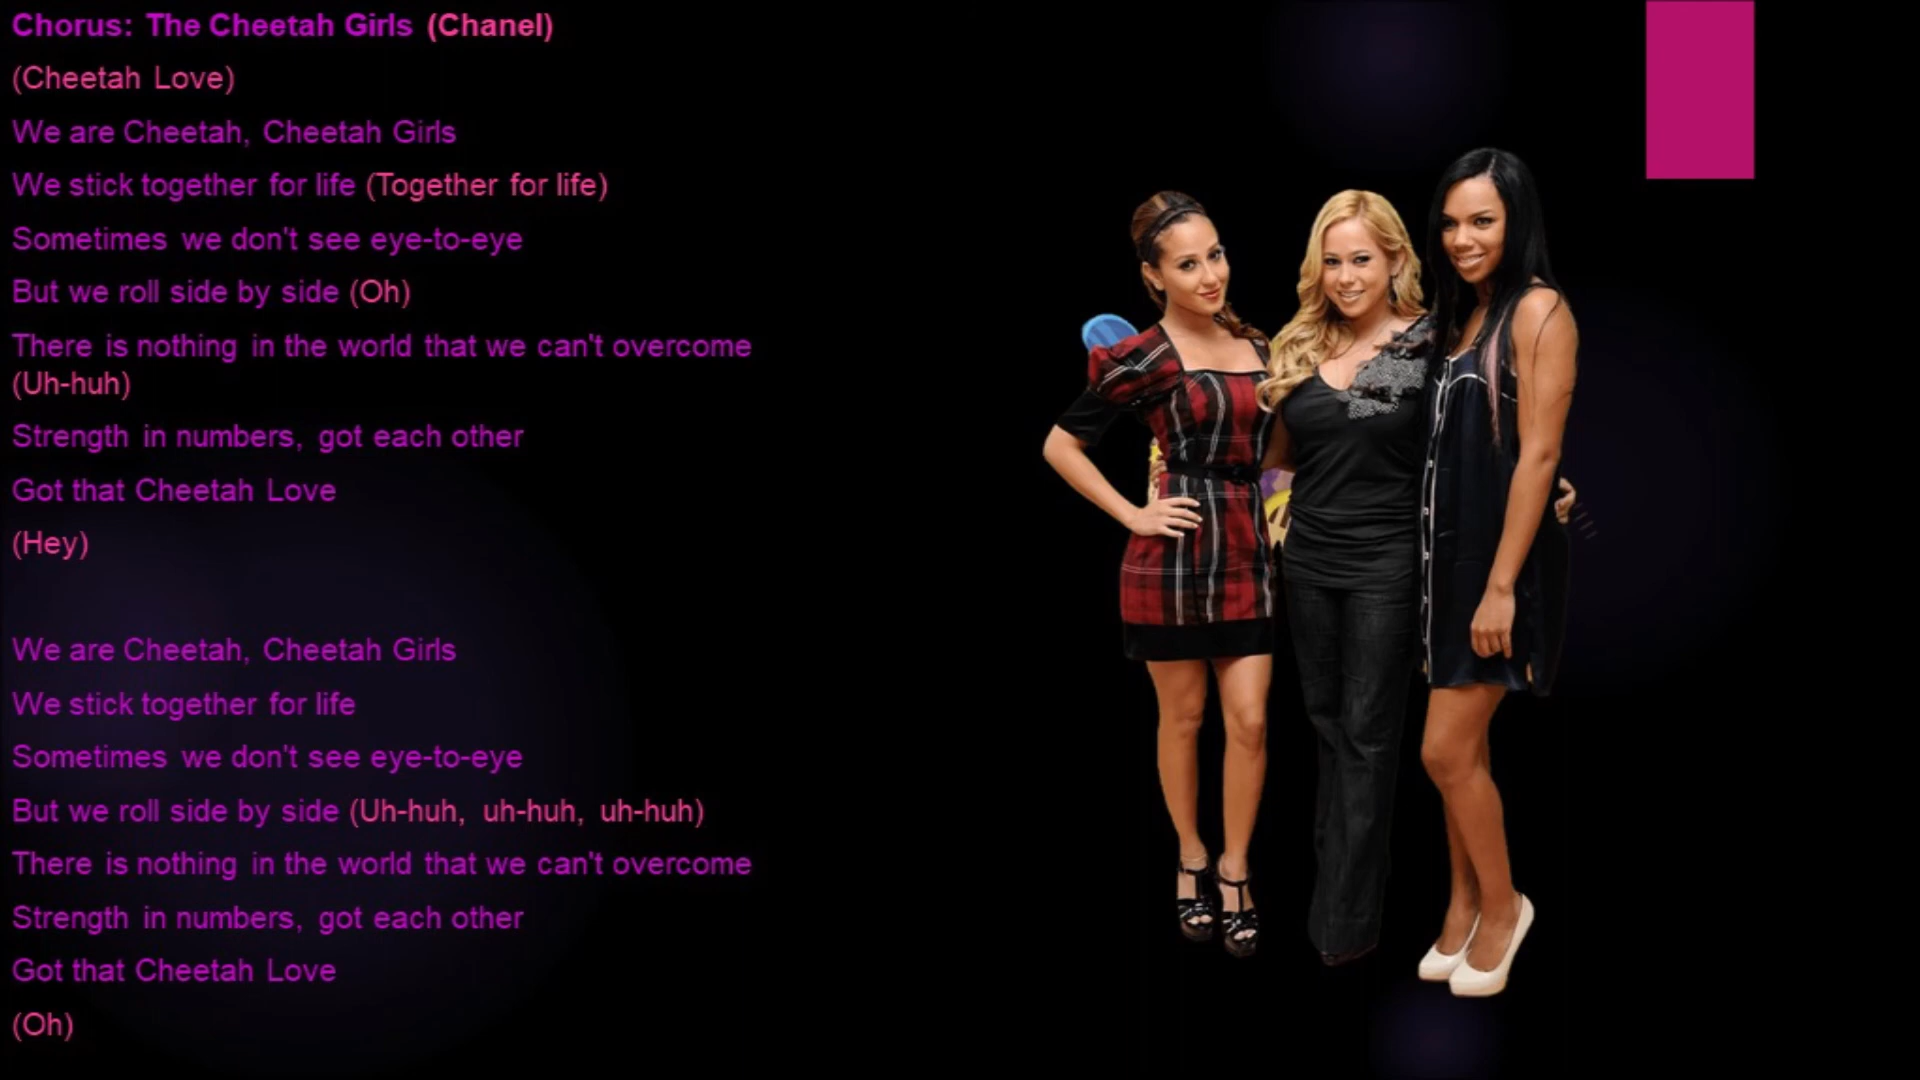 Chorus: The Cheetah Girls (Chanel)
(Cheetah Love)
We are Cheetah, Cheetah Girls
We stick together for life (Together for life)
Sometimes we don't see eye-to-eye
But we roll side by side (Oh)
There is nothing in the world that we can't overcome
(Uh-huh)
Strength in numbers, got each other
Got that Cheetah Love
(Hey)
We are Cheetah, Cheetah Girls
We stick together for life
Sometimes we don't see eye-to-eye
But we roll side by side (Uh-huh, uh-huh, uh-huh)
There is nothing in the world that we can't overcome
Strength in numbers, got each other
Got that Cheetah Love
(Oh)